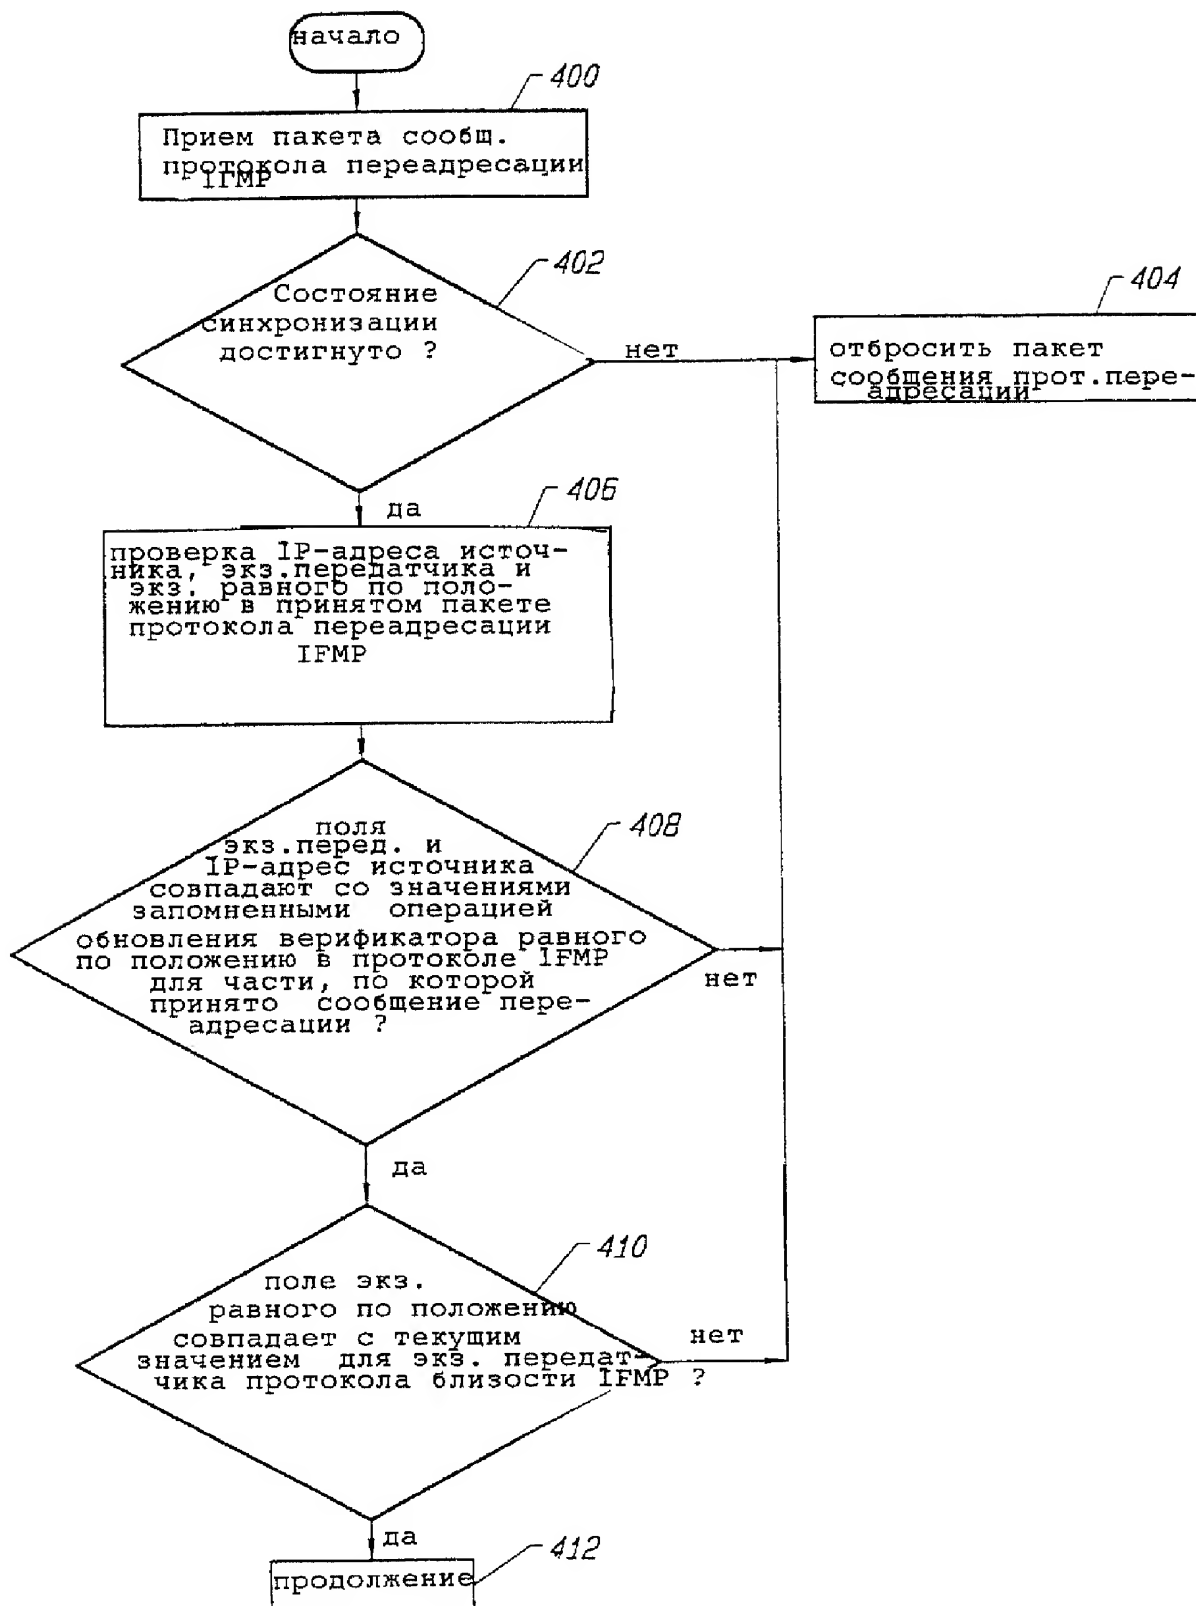 начало
400
Прием пакета сообщ.
протокола переадресации
IFMP
402
Состояние
синхронизации
достигнуто ?
нет
404
отбросить пакет
сообщения прот.пере-
адресации
да
406
проверка IP-адреса источ-
ника, экз.передатчика и
экз. равного по поло-
жению в принятом пакете
протокола переадресации
IFMP
408
поля
экз.перед. и
IP-адрес источника
совпадают со значениями
запомненными операцией
обновления верификатора равного
по положению в протоколе IFMP
для части, по которой
принято сообщение пере-
адресации ?
нет
да
410
поле экз.
равного по положению
совпадает с текущим
значением для экз. передат-
чика протокола близости IFMP ?
нет
да
412
продолжение